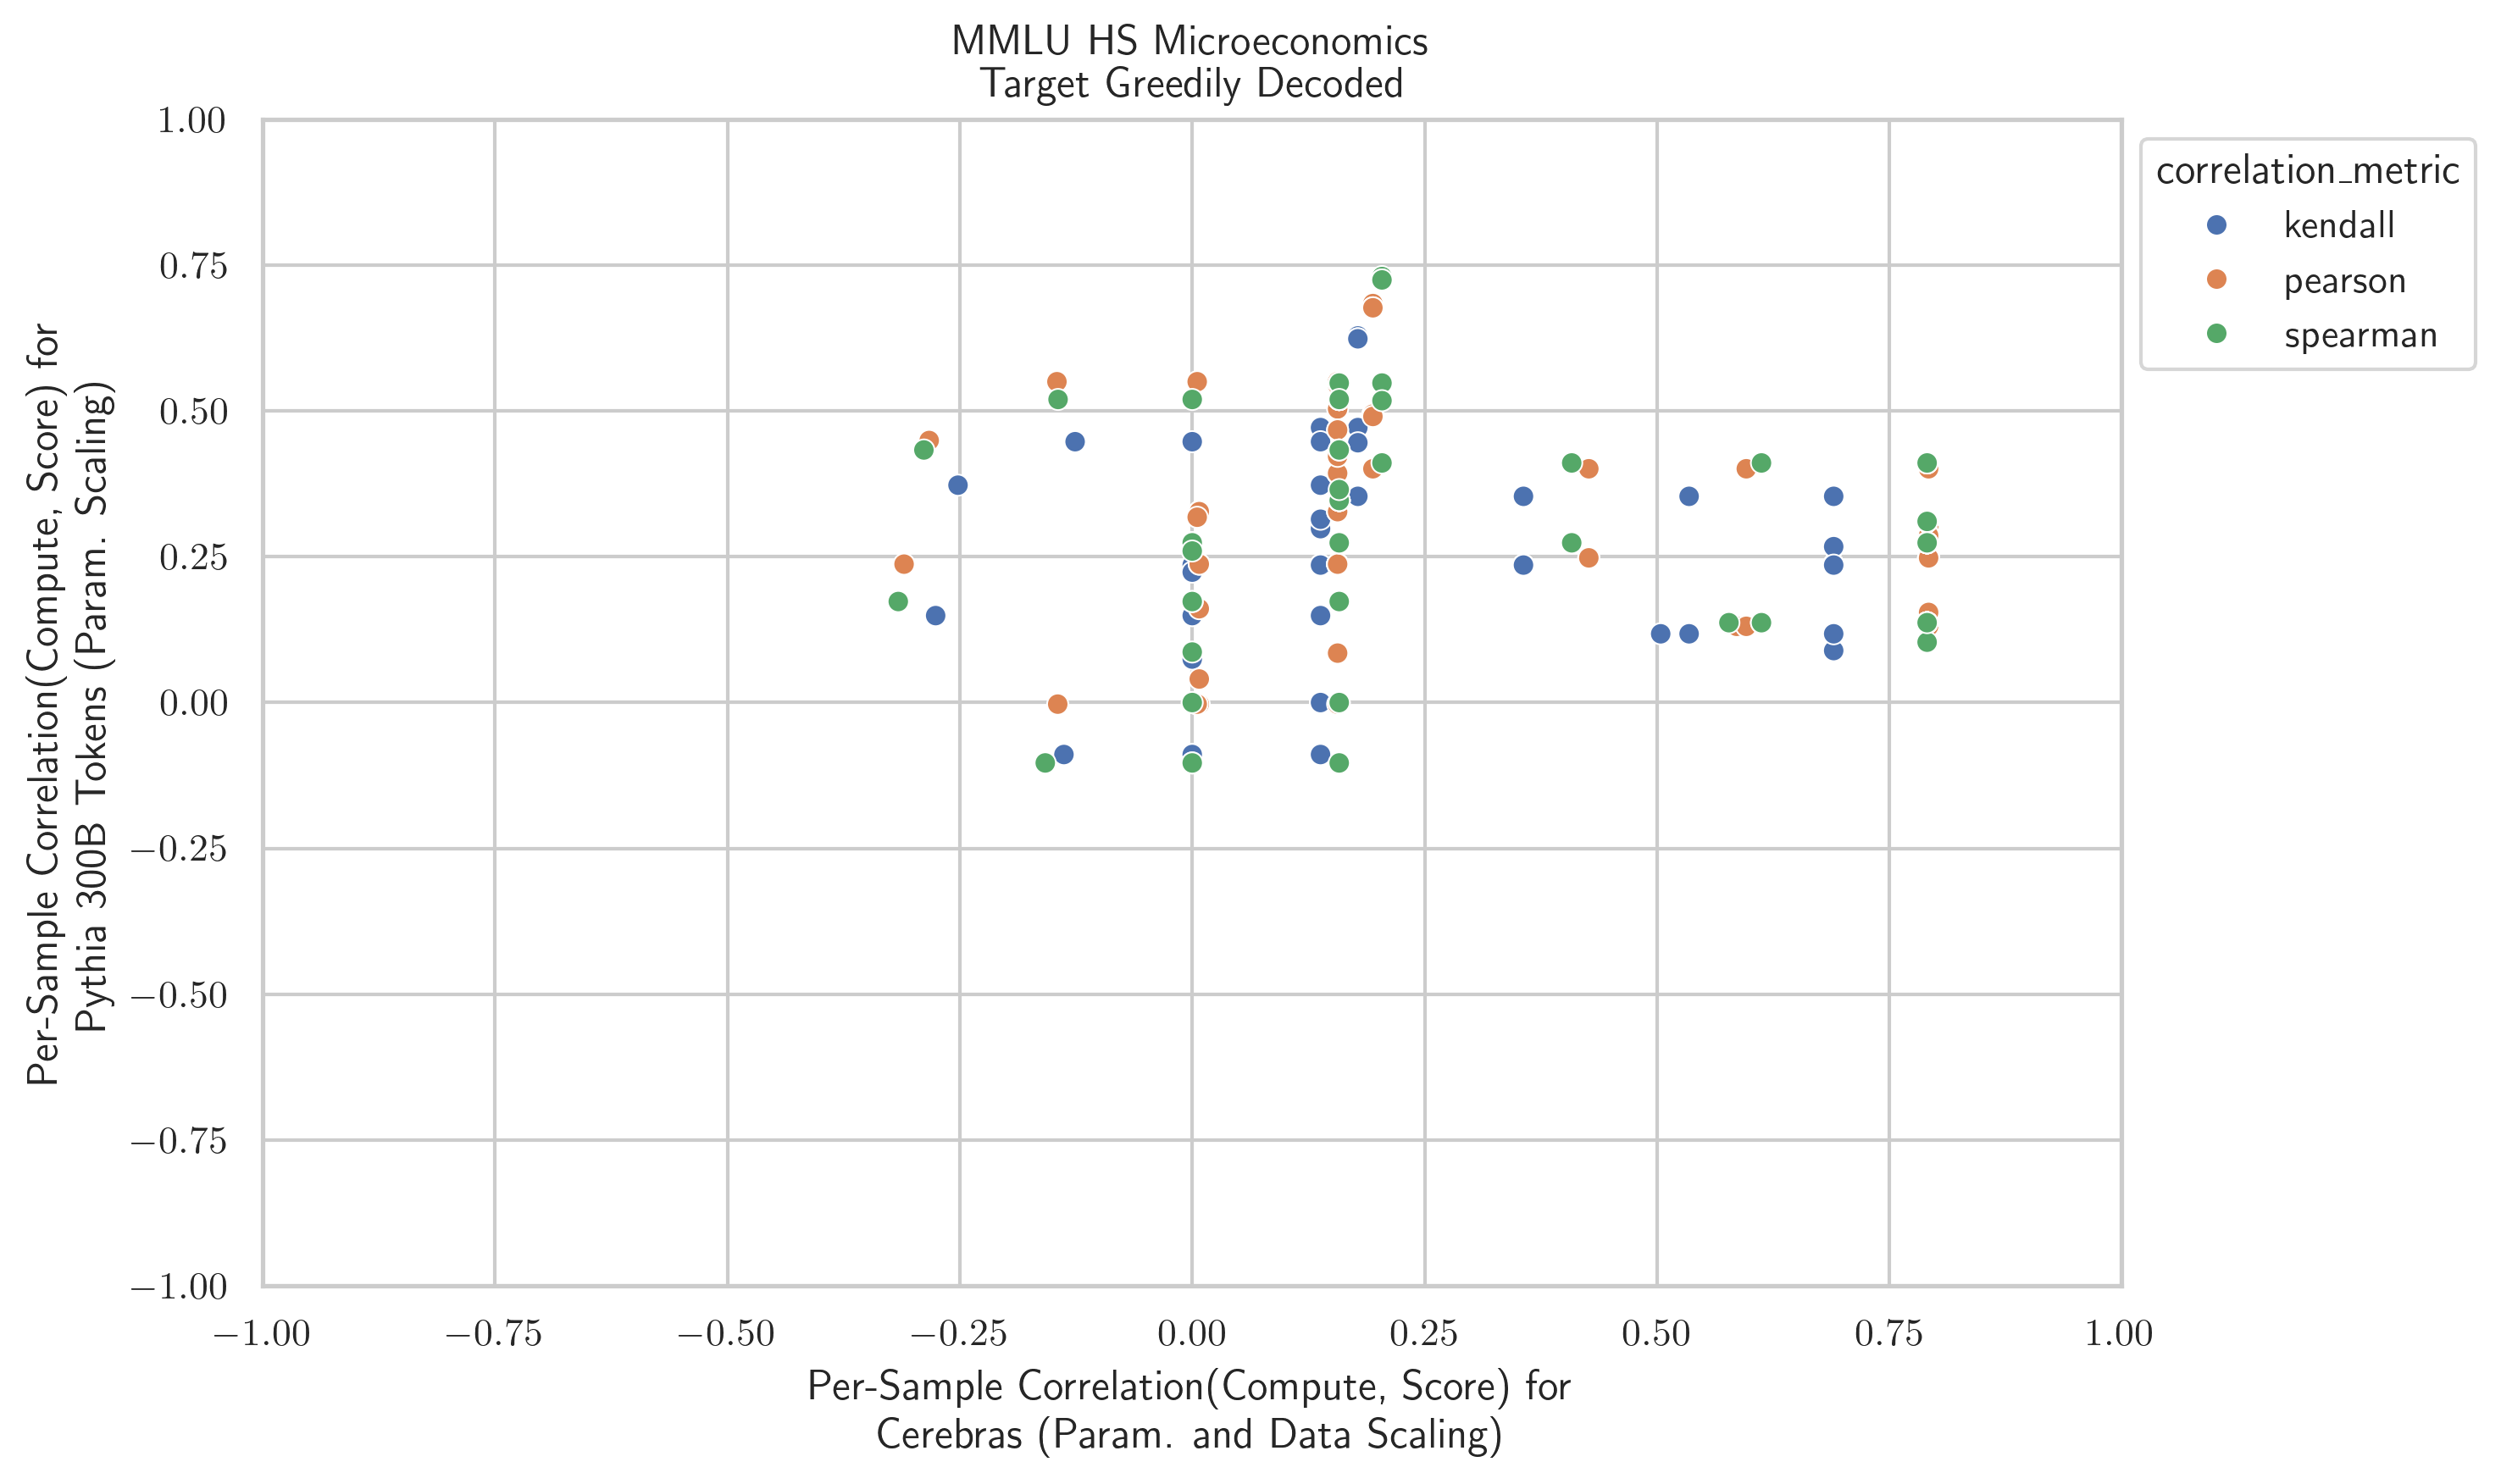 MMLU HS Microeconomics
Target Greedily Decoded
Per-Sample Correlation(Compute, Score) for
Pythia 300B Tokens (Param. Scaling)
1.00
0.75
0.50
0.25
0.00
−0.25
−0.50
−0.75
−1.00
−1.00
−0.75
−0.50
−0.25
0.00
0.25
0.50
0.75
1.00
Per-Sample Correlation(Compute, Score) for
Cerebras (Param. and Data Scaling)
correlation_metric
kendall
pearson
spearman